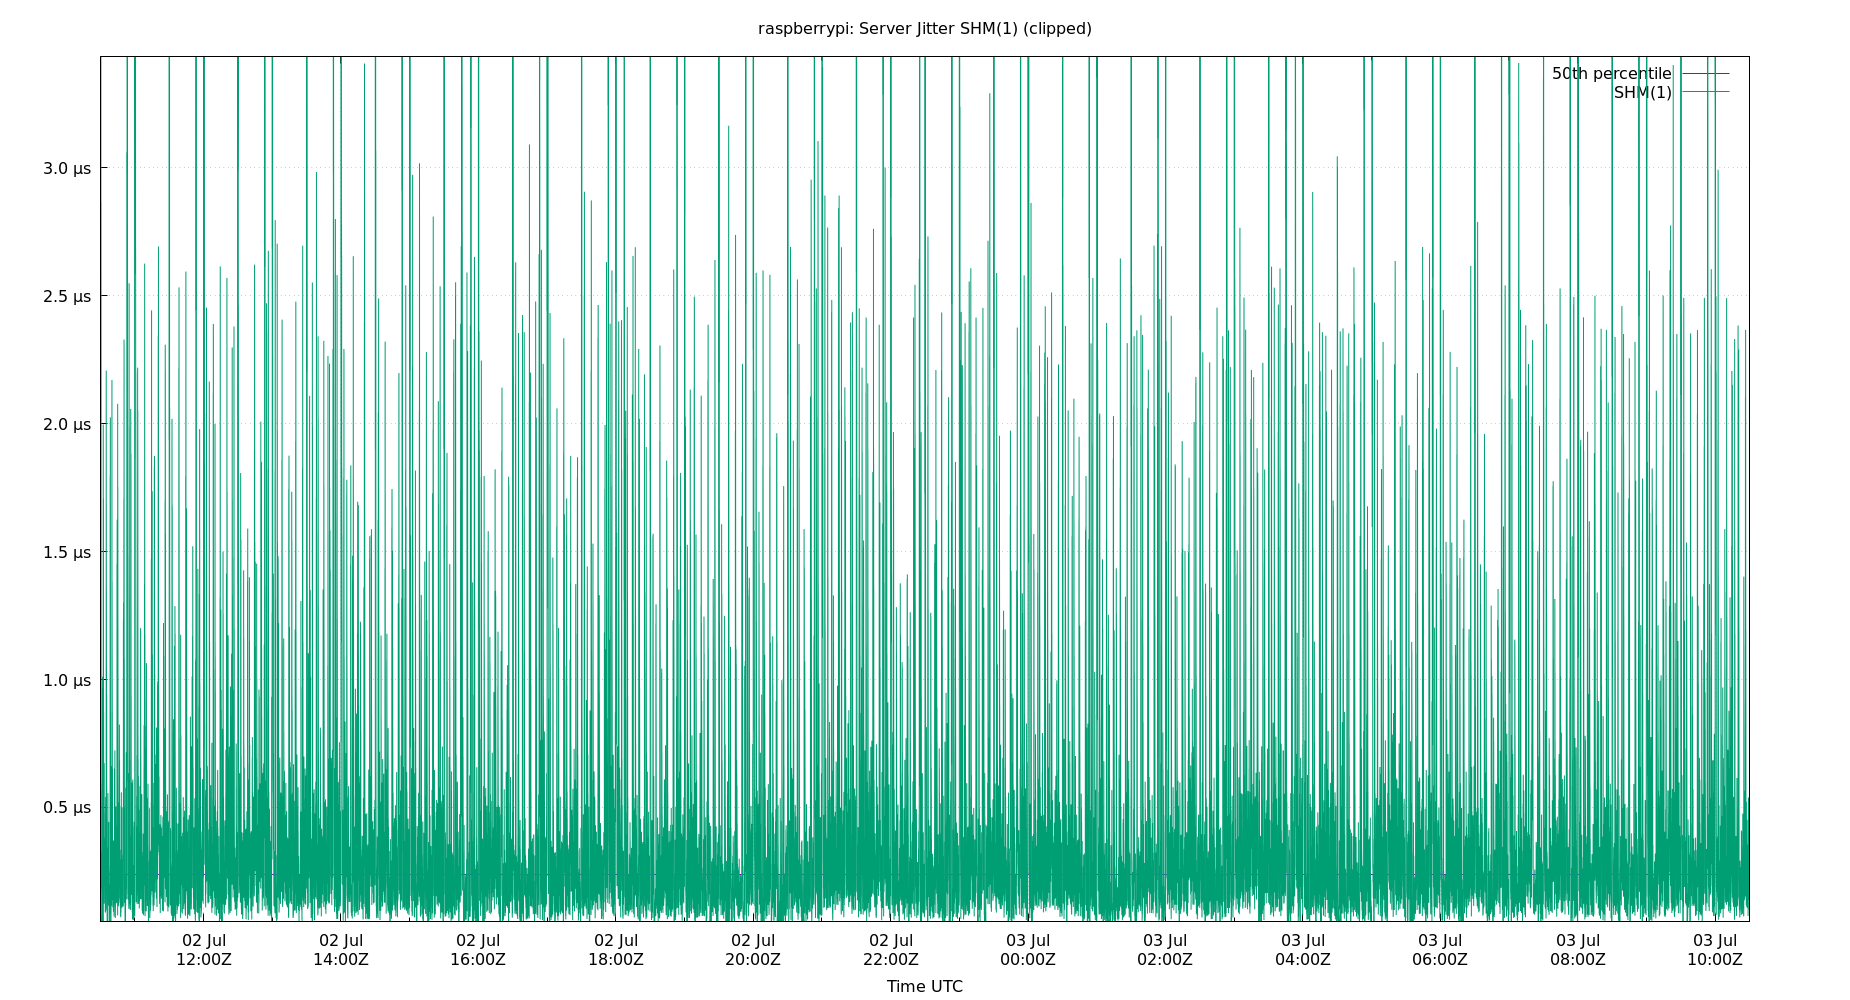 raspberrypi: Server Jitter SHM(1) (clipped)
50th percentile
SHM(1)
3.0 µs
2.5 µs
2.0 µs
1.5 µs
1.0 µs
0.5 µs
02 Jul 02 Jul 02 Jul 02 Jul 02 Jul 02 Jul 03 Jul 03 Jul 03 Jul 03 Jul 03 Jul 03 Jul
12:00Z 14:00Z 16:00Z 18:00Z 20:00Z 22:00Z 00:00Z 02:00Z 04:00Z 06:00Z 08:00Z 10:00Z
Time UTC